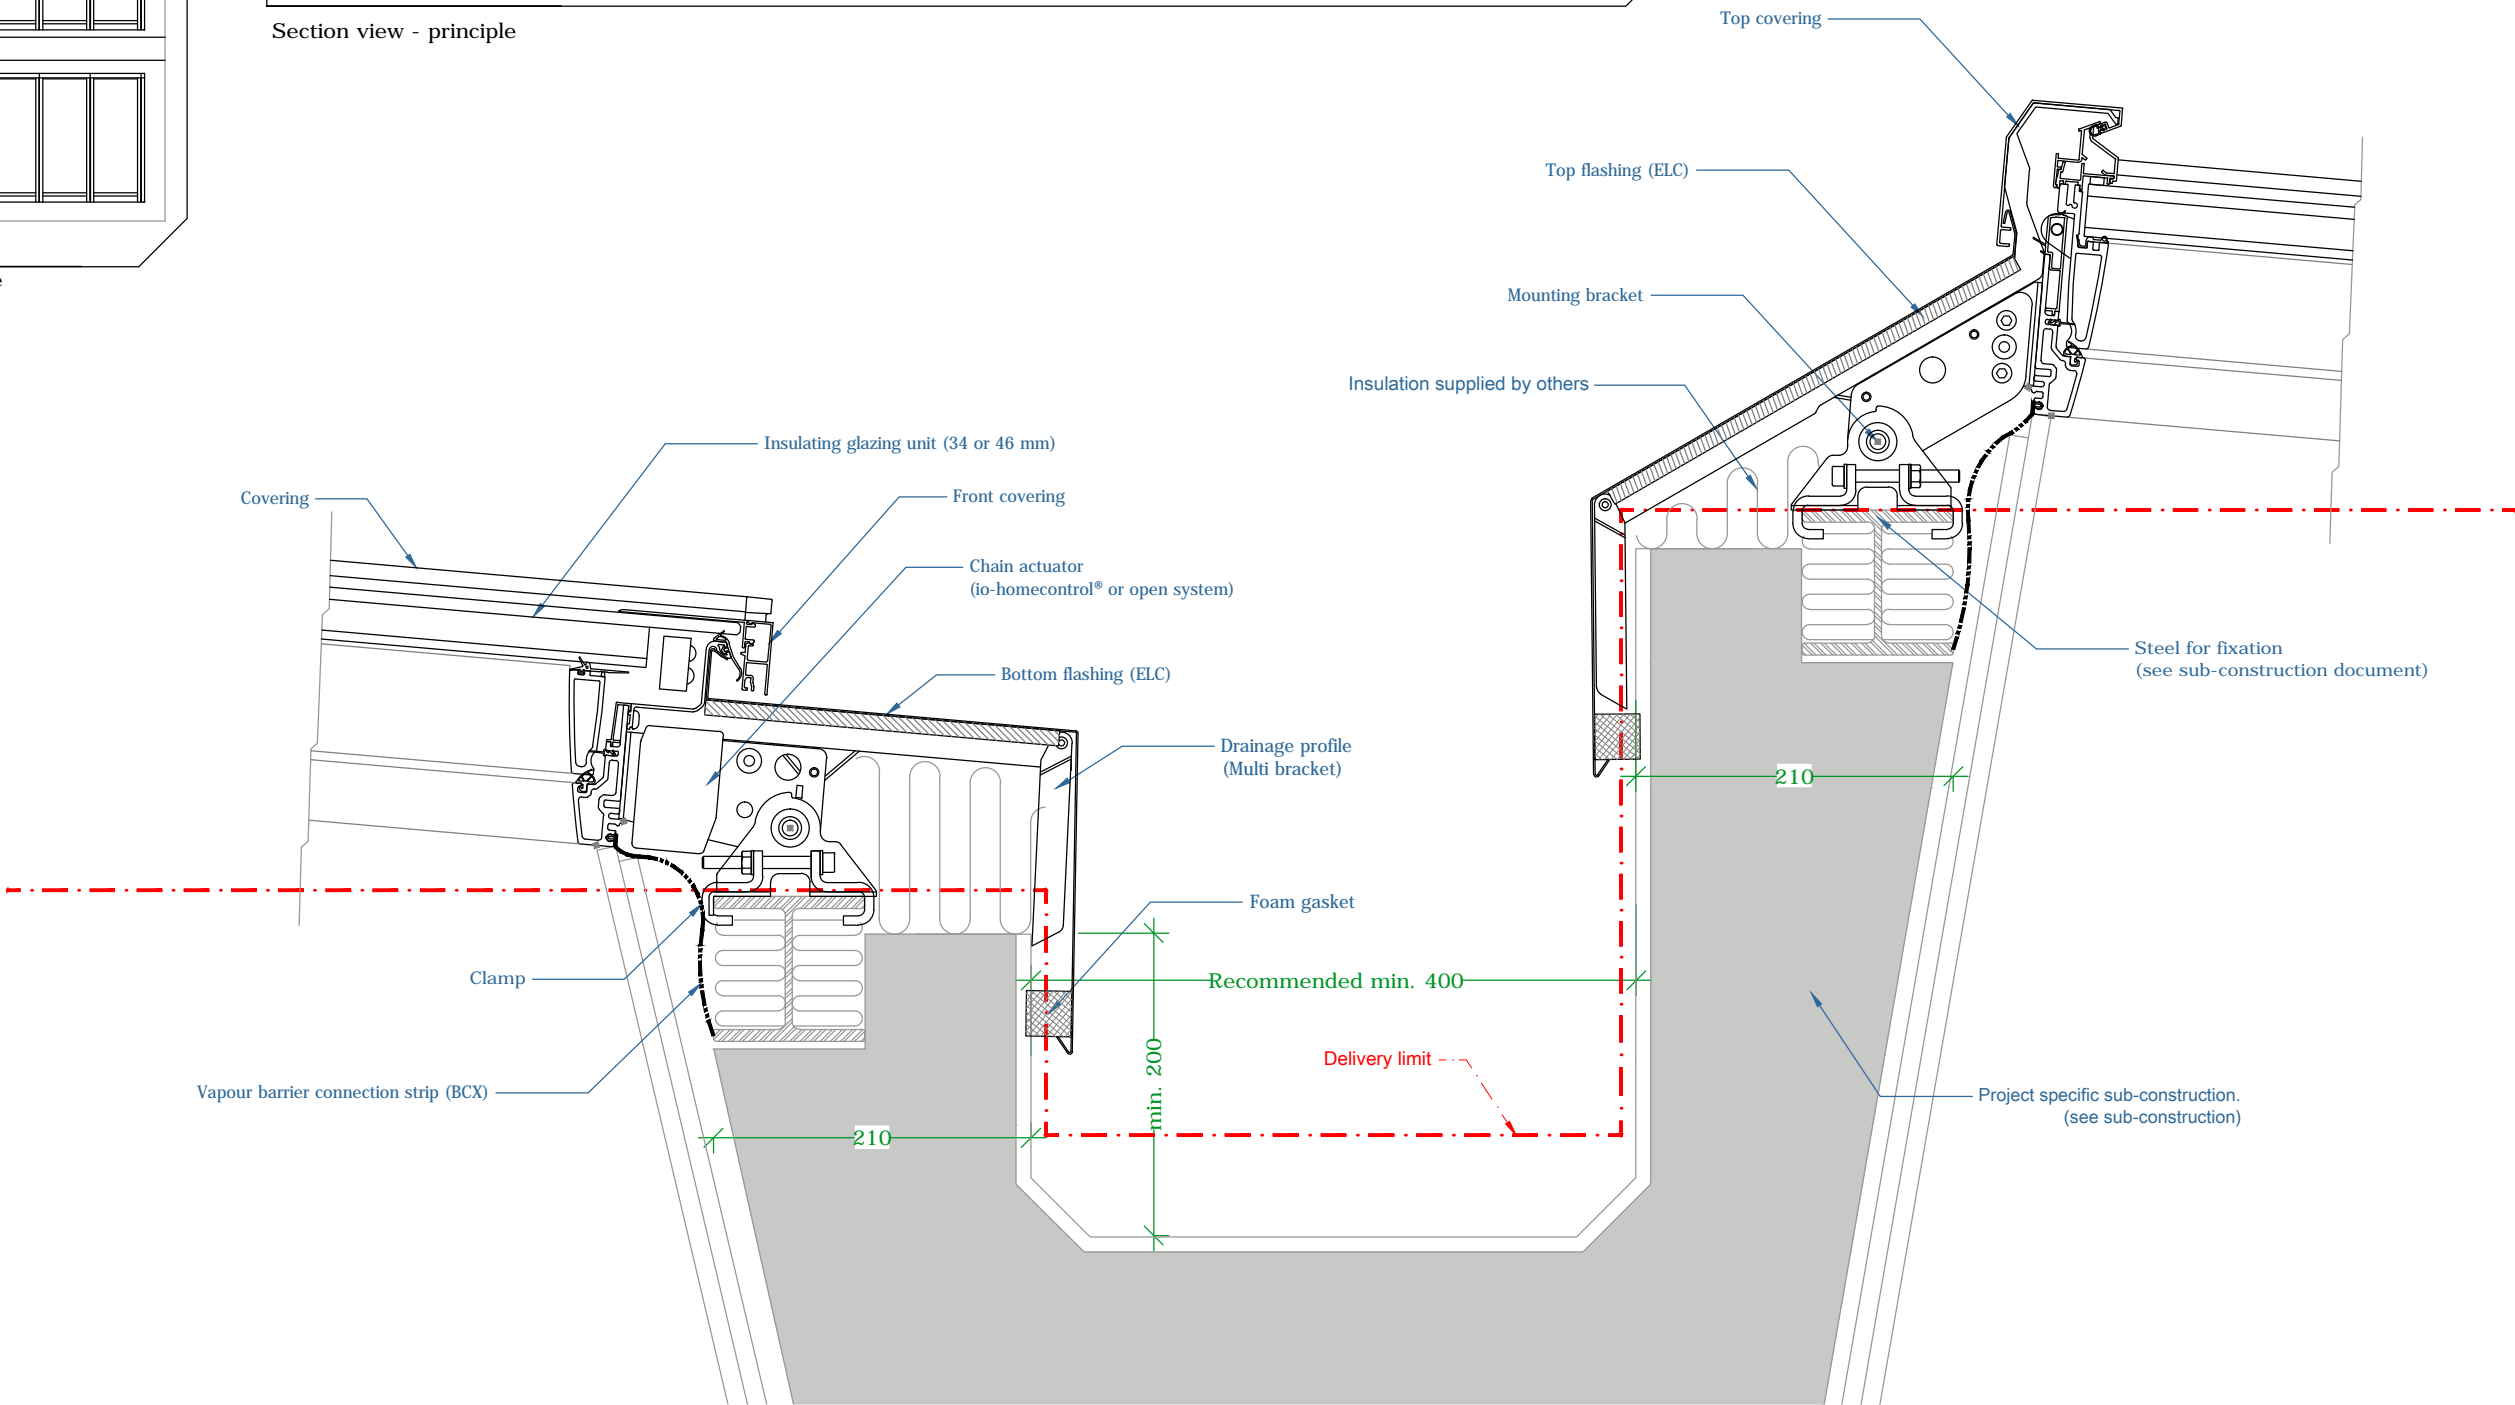 Section view - principle
Top covering
Top flashing (ELC)
Mounting bracket
Insulation supplied by others
Insulating glazing unit (34 or 46 mm)
Covering
Front covering
Chain actuator
(io-homecontrol® or open system)
Steel for fixation
(see sub-construction document)
Bottom flashing (ELC)
Drainage profile
(Multi bracket)
210
Foam gasket
Clamp
Recommended min. 400
min. 200
Delivery limit
Vapour barrier connection strip (BCX)
Project specific sub-construction.
(see sub-construction)
210